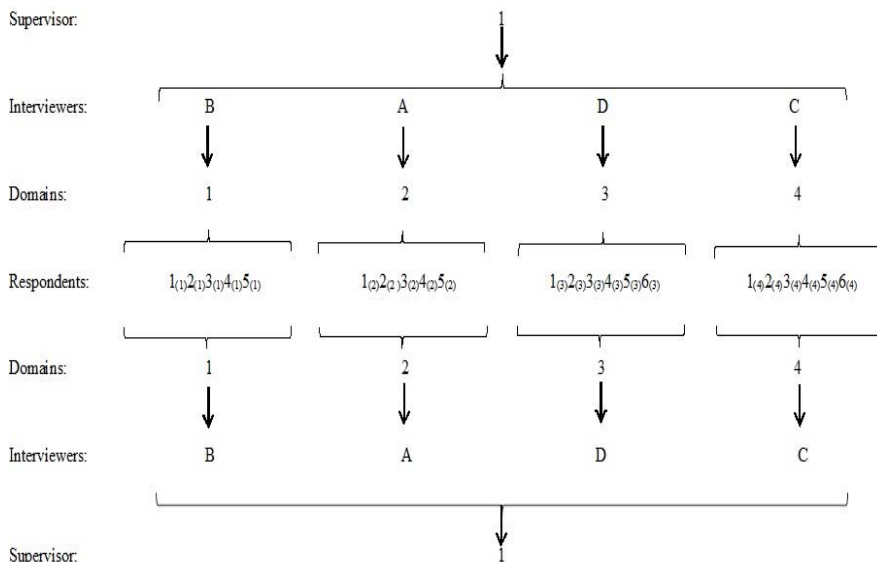 Supervisor: 1
Interviewers: B A D C
Domains: 1 2 3 4
Respondents: 1(1)2(1)3(1)4(1)5(1) 1(2)2(2 )3(2)4(2)5(2) 1(3)2(3)3(3)4(3)5(3)6(3) 1(4)2(4)3(4)4(4)5(4)6(4)
Domains: 1 2 3 4
Interviewers: B A D C
Supervisor: 1